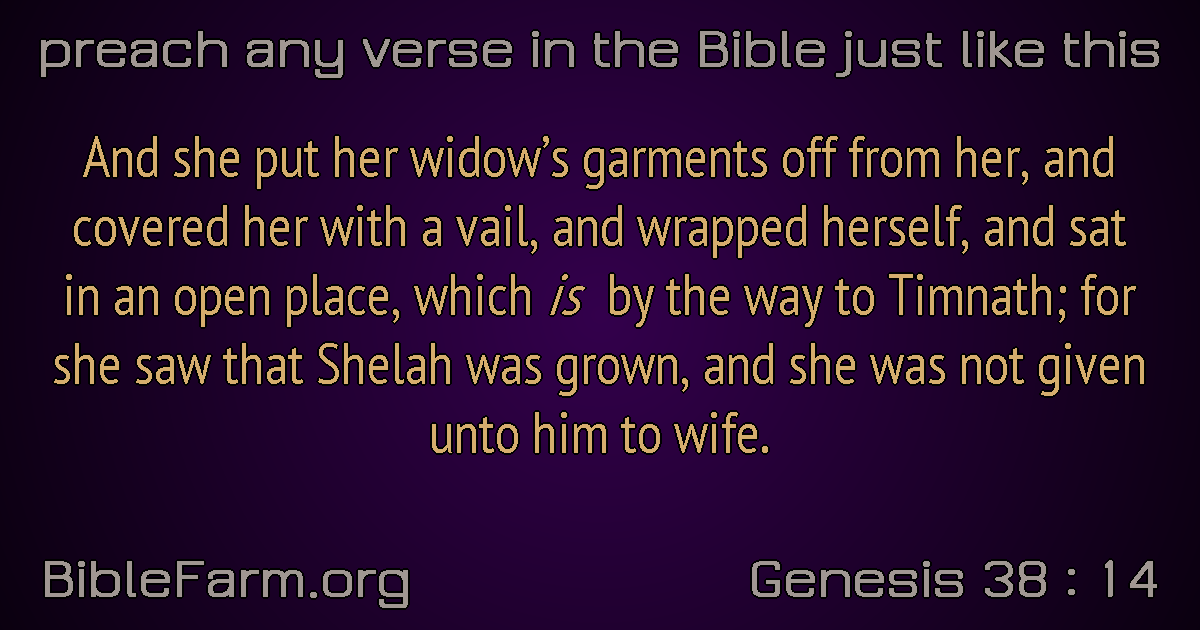 preach any verse in the Bible just like this
And she put her widow’s garments off from her, and
covered her with a vail, and wrapped herself, and sat
in an open place, which is by the way to Timnath; for
she saw that Shelah was grown, and she was not given
unto him to wife.
BibleFarm.org
Genesis 38 : 14